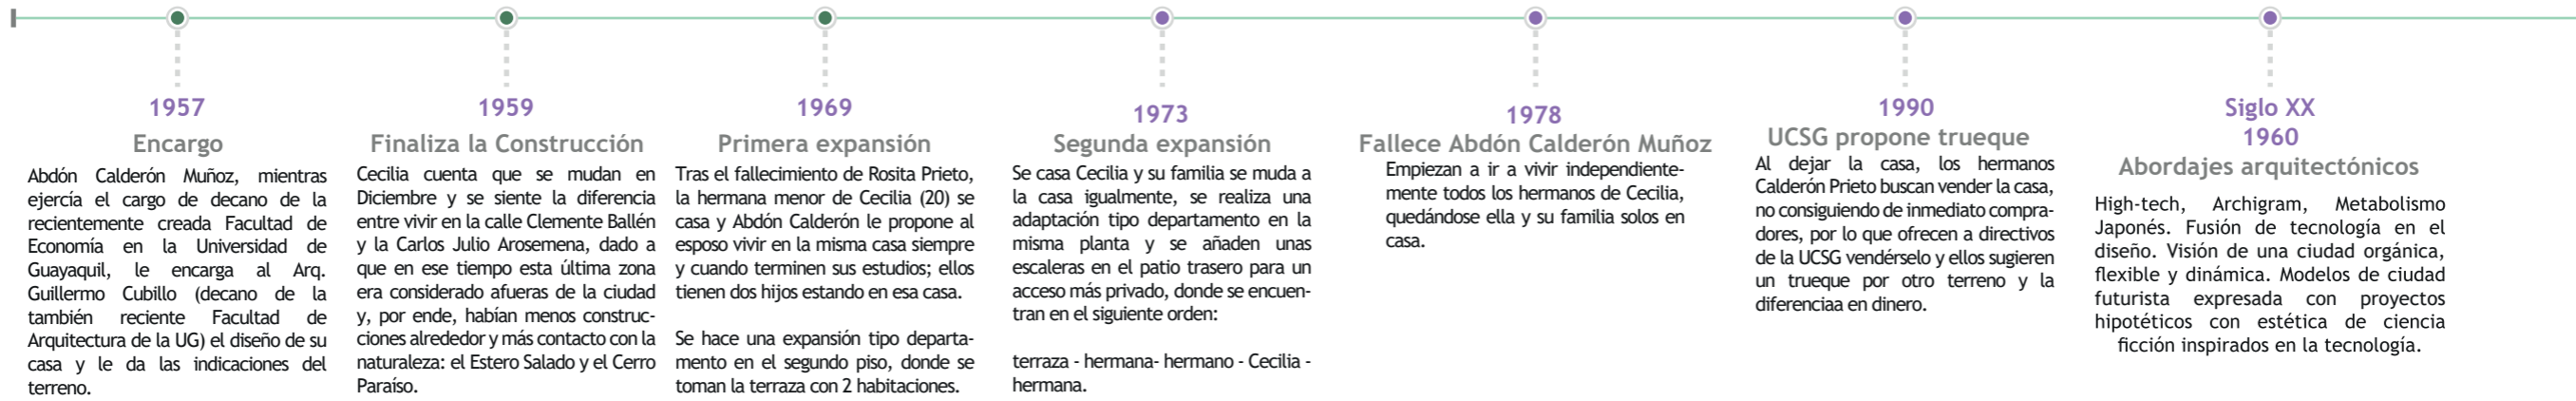 1957
Encargo
Abdón Calderón Muñoz, mientras
ejercía el cargo de decano de la
recientemente creada Facultad de
Economía en la Universidad de
Guayaquil, le encarga al Arq.
Guillermo Cubillo (decano de la
también reciente Facultad de
Arquitectura de la UG) el diseño de su
casa y le da las indicaciones del
terreno.
1959
Finaliza la Construcción
Cecilia cuenta que se mudan en
Diciembre y se siente la diferencia
entre vivir en la calle Clemente Ballén
y la Carlos Julio Arosemena, dado a
que en ese tiempo esta última zona
era considerado afueras de la ciudad
y, por ende, habían menos construc-
ciones alrededor y más contacto con la
naturaleza: el Estero Salado y el Cerro
Paraíso.
1969
Primera expansión
Tras el fallecimiento de Rosita Prieto,
la hermana menor de Cecilia (20) se
casa y Abdón Calderón le propone al
esposo vivir en la misma casa siempre
y cuando terminen sus estudios; ellos
tienen dos hijos estando en esa casa.
Se hace una expansión tipo departa-
mento en el segundo piso, donde se
toman la terraza con 2 habitaciones.
1973
Segunda expansión
Se casa Cecilia y su familia se muda a
la casa igualmente, se realiza una
adaptación tipo departamento en la
misma planta y se añaden unas
escaleras en el patio trasero para un
acceso más privado, donde se encuen-
tran en el siguiente orden:
terraza - hermana- hermano - Cecilia -
hermana.
1978
Fallece Abdón Calderón Muñoz
Empiezan a ir a vivir independiente-
mente todos los hermanos de Cecilia,
quedándose ella y su familia solos en
casa.
1990
UCSG propone trueque
Al dejar la casa, los hermanos
Calderón Prieto buscan vender la casa,
no consiguiendo de inmediato compra-
dores, por lo que ofrecen a directivos
de la UCSG vendérselo y ellos sugieren
un trueque por otro terreno y la
diferenciaa en dinero.
Siglo XX
1960
Abordajes arquitectónicos
High-tech, Archigram, Metabolismo
Japonés. Fusión de tecnología en el
diseño. Visión de una ciudad orgánica,
flexible y dinámica. Modelos de ciudad
futurista expresada con proyectos
hipotéticos con estética de ciencia
ficción inspirados en la tecnología.